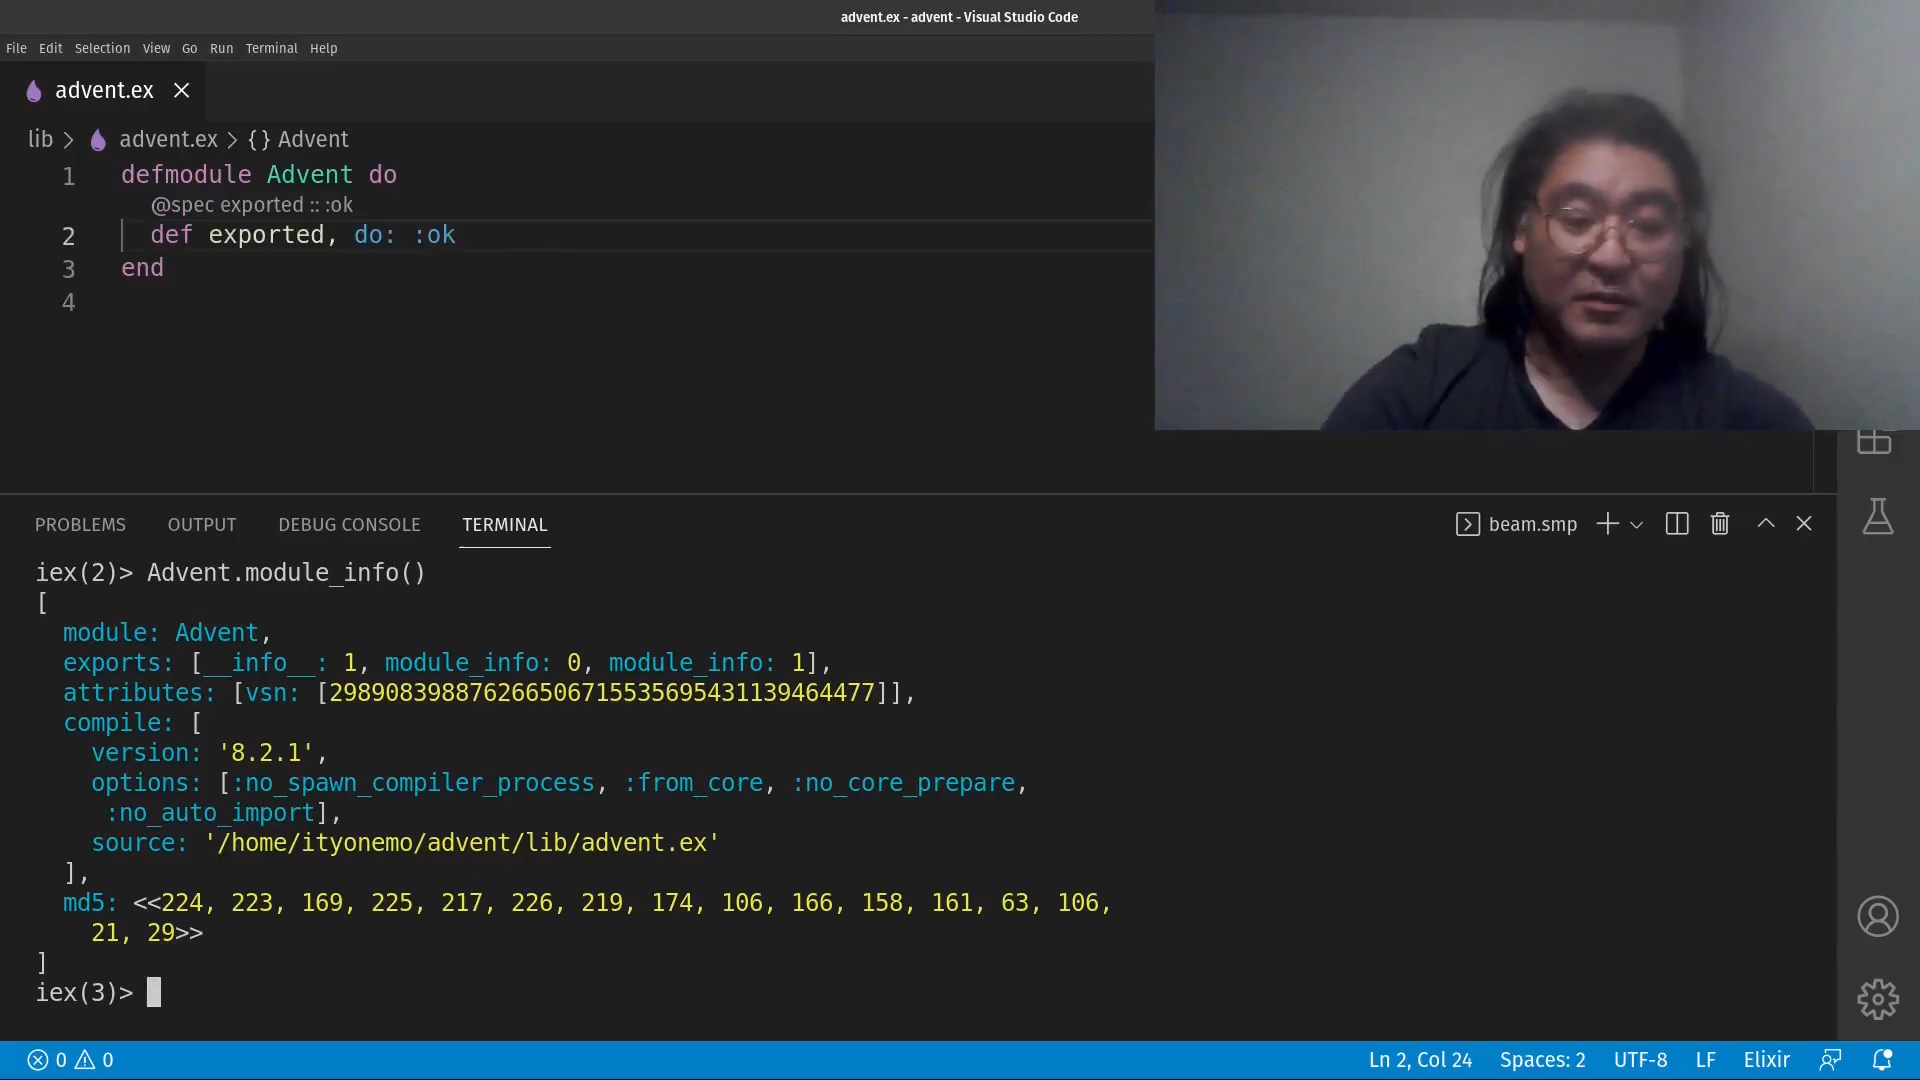 advent.ex - advent - Visual Studio Code
File Edit Selection View Go Run Terminal Help
advent.ex
lib > advent.ex > {} Advent
1 defmodule Advent do
@spec exported :: :ok
2 def exported, do: :ok
3 end
4
PROBLEMS OUTPUT DEBUG CONSOLE TERMINAL
beam.smp
iex(2)> Advent.module_info()
[
module: Advent,
exports: [__info__: 1, module_info: 0, module_info: 1],
attributes: [vsn: [298908398876266506715535695431139464477]],
compile: [
version: '8.2.1',
options: [:no_spawn_compiler_process, :from_core, :no_core_prepare,
:no_auto_import],
source: '/home/ityonemo/advent/lib/advent.ex'
],
md5: <<224, 223, 169, 225, 217, 226, 219, 174, 106, 166, 158, 161, 63, 106,
21, 29>>
]
iex(3)>
0 0 Ln 2, Col 24 Spaces: 2 UTF-8 LF Elixir